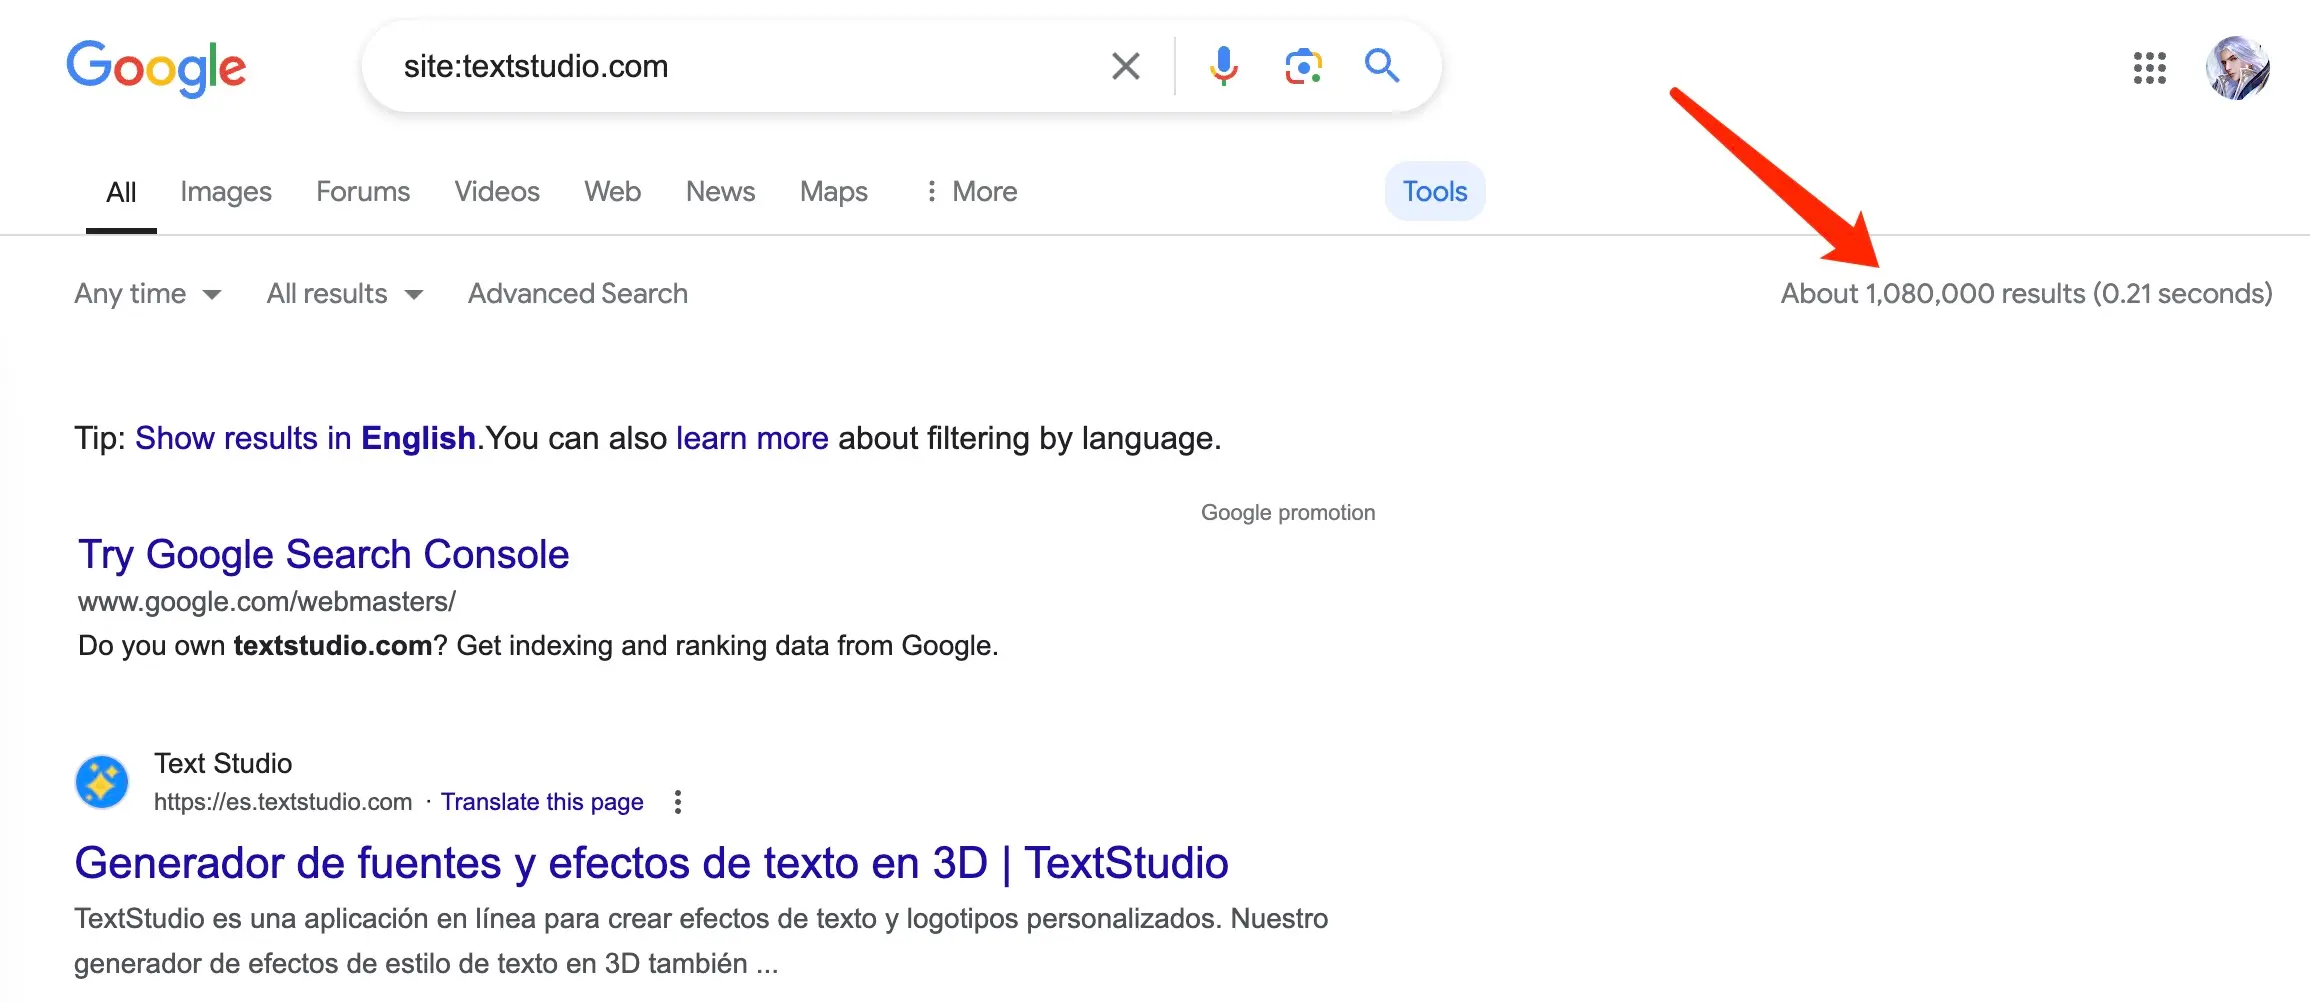 Google
site:textstudio.com
All Images Forums Videos Web News Maps More Tools
Any time All results Advanced Search About 1,080,000 results (0.21 seconds)
Tip: Show results in English.You can also learn more about filtering by language.
Google promotion
Try Google Search Console
www.google.com/webmasters/
Do you own textstudio.com? Get indexing and ranking data from Google.
Text Studio
https://es.textstudio.com · Translate this page
Generador de fuentes y efectos de texto en 3D | TextStudio
TextStudio es una aplicación en línea para crear efectos de texto y logotipos personalizados. Nuestro
generador de efectos de estilo de texto en 3D también ...